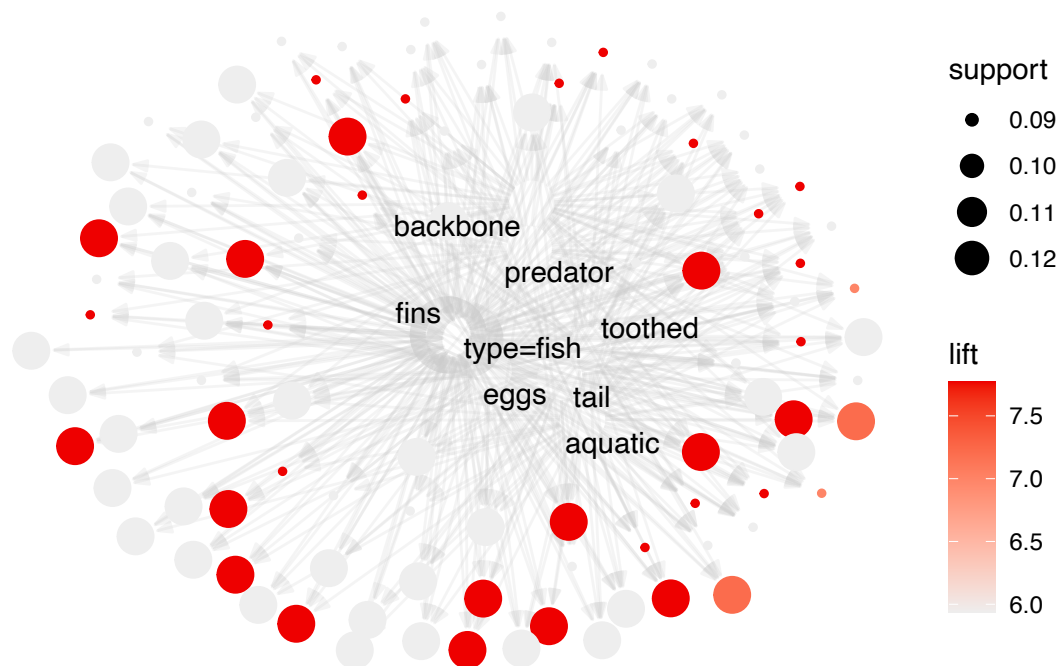 support
0.09
0.10
0.11
0.12
backbone
predator
fins
toothed
type=fish
eggs
tail
aquatic
lift
7.5
7.0
6.5
6.0